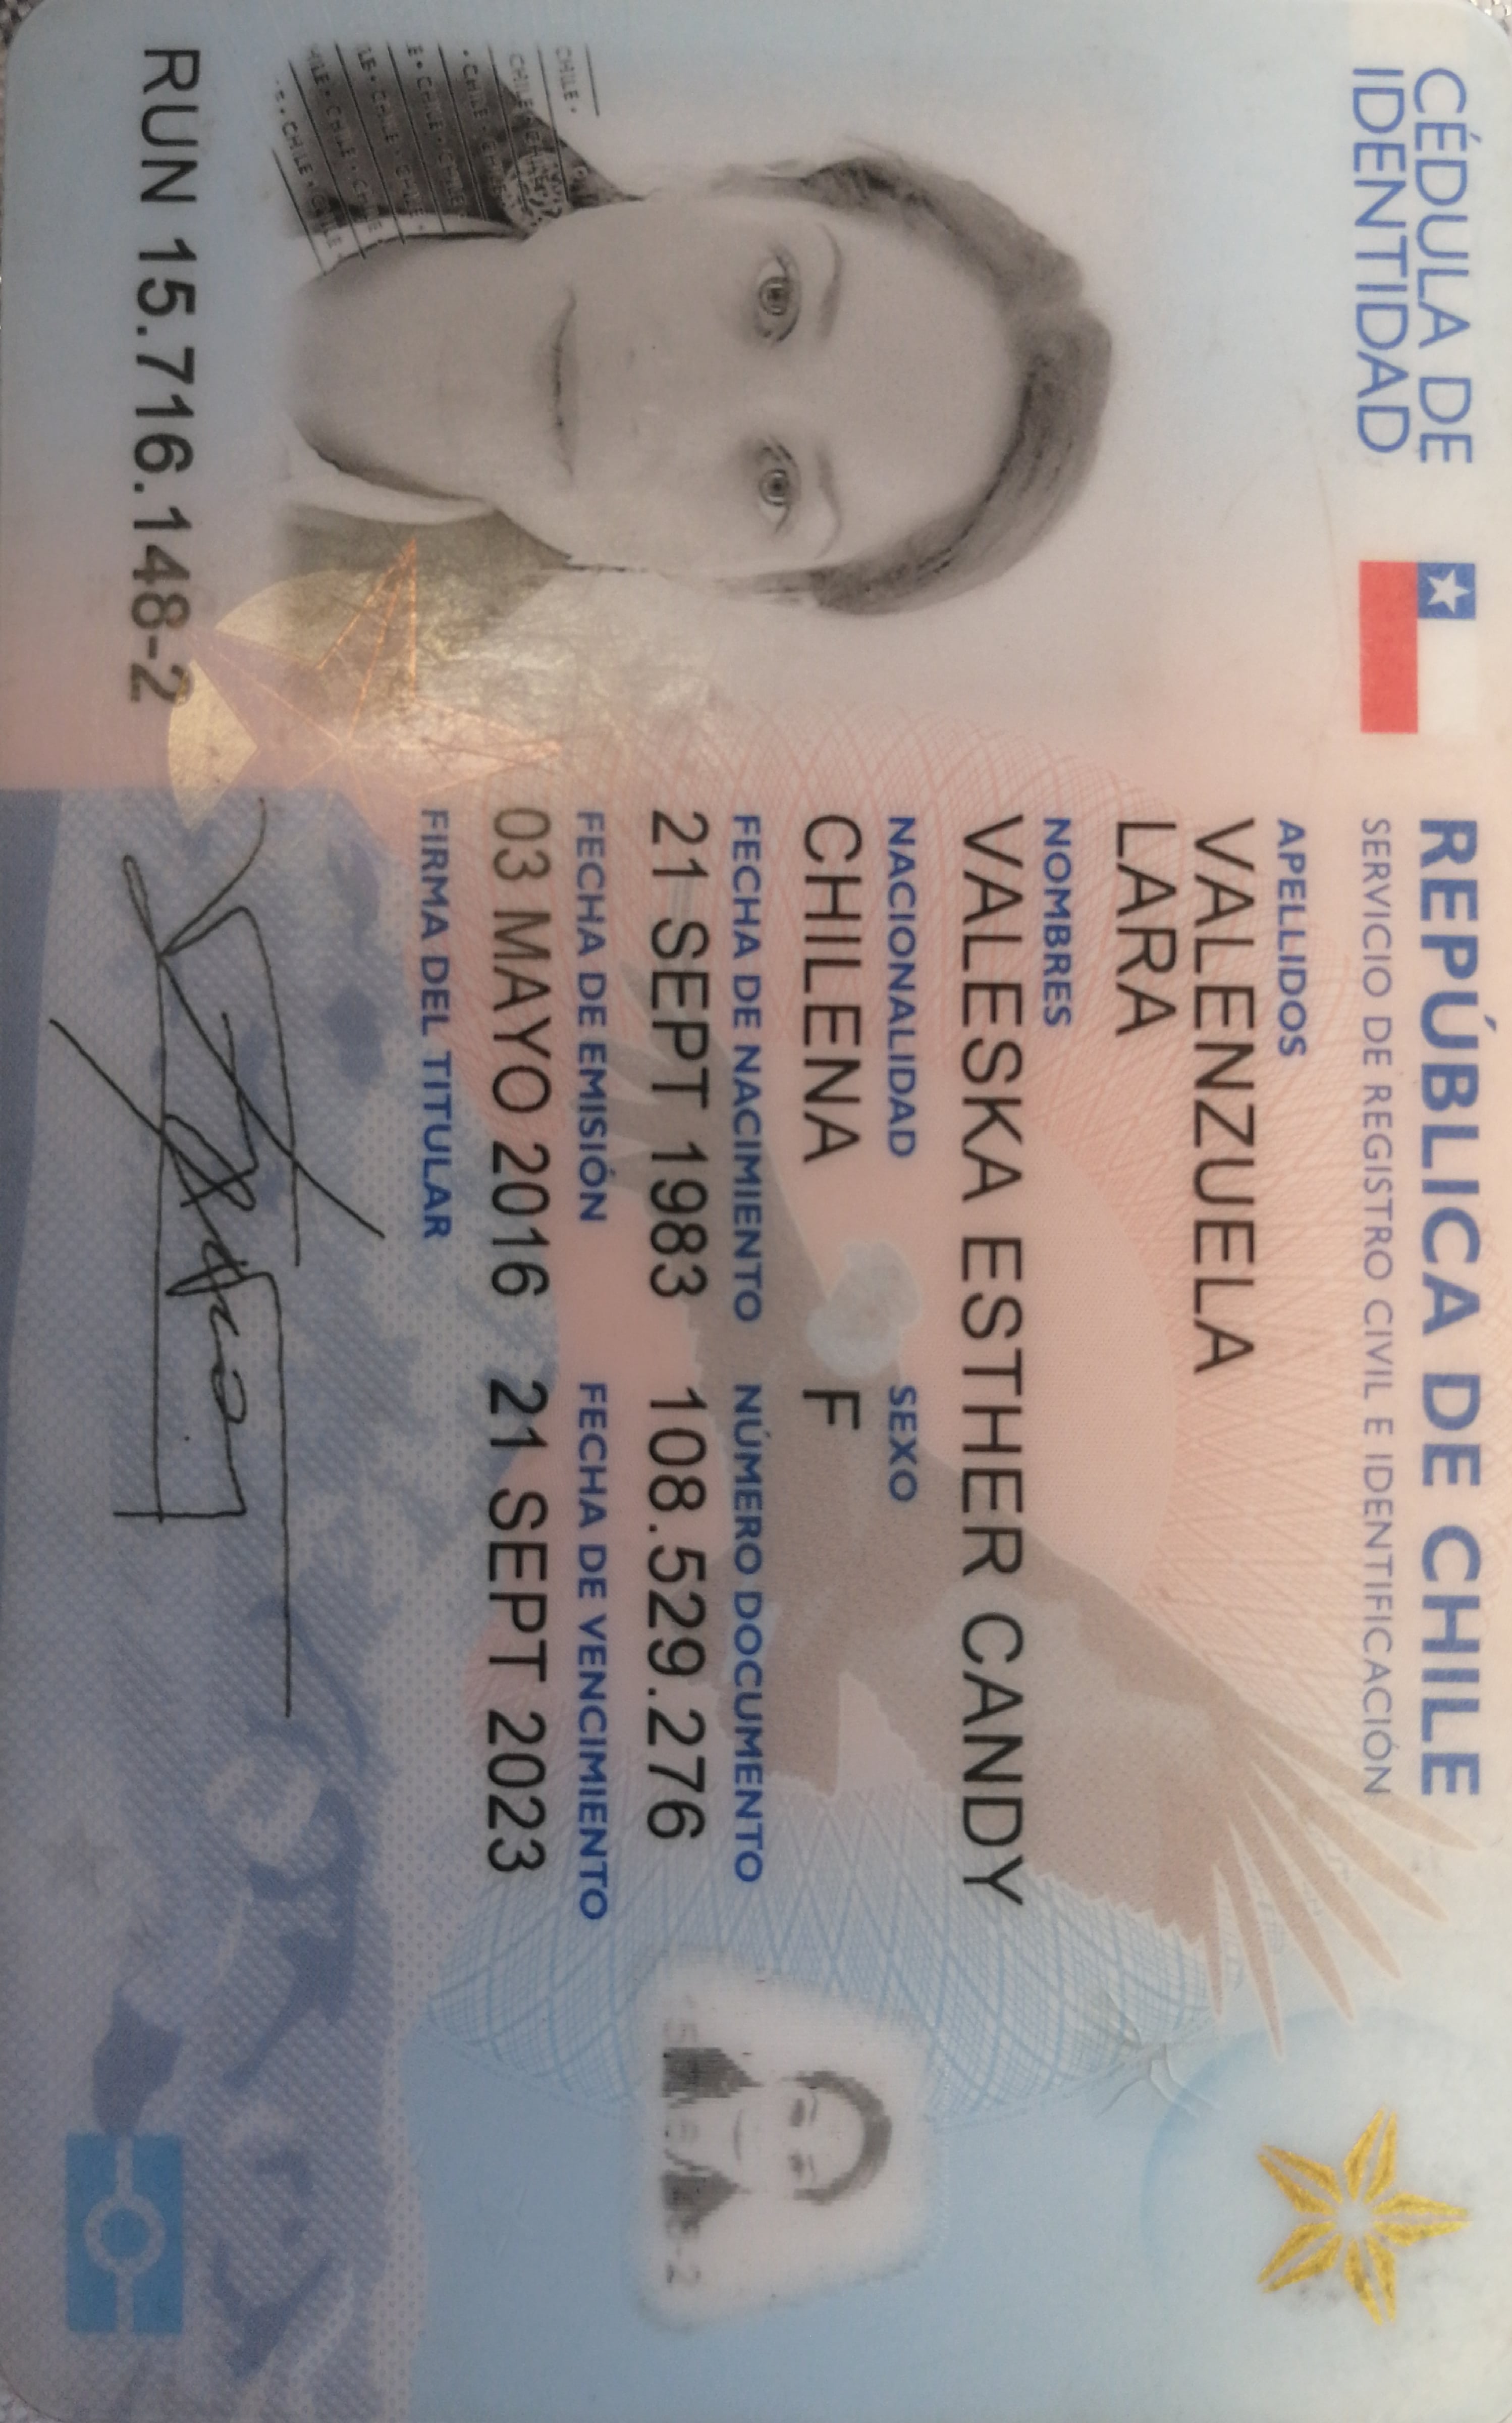 CÉDULA DE
IDENTIDAD
REPÚBLICA DE CHILE
SERVICIO DE REGISTRO CIVIL E IDENTIFICACIÓN
APELLIDOS
VALENZUELA
LARA
NOMBRES
VALESKA ESTHER CANDY
NACIONALIDAD SEXO
CHILENA F
FECHA DE NACIMIENTO NÚMERO DOCUMENTO
21 SEPT 1983 108.529.276
FECHA DE EMISIÓN FECHA DE VENCIMIENTO
03 MAYO 2016 21 SEPT 2023
FIRMA DEL TITULAR
CHILE •
CHILE • CHILE
• CHILE • CHILE
• CHILE • CHILE
• CHILE • CHILE •
• CHILE • CHILE
• CHILE • CHILE
RUN 15.716.148-2